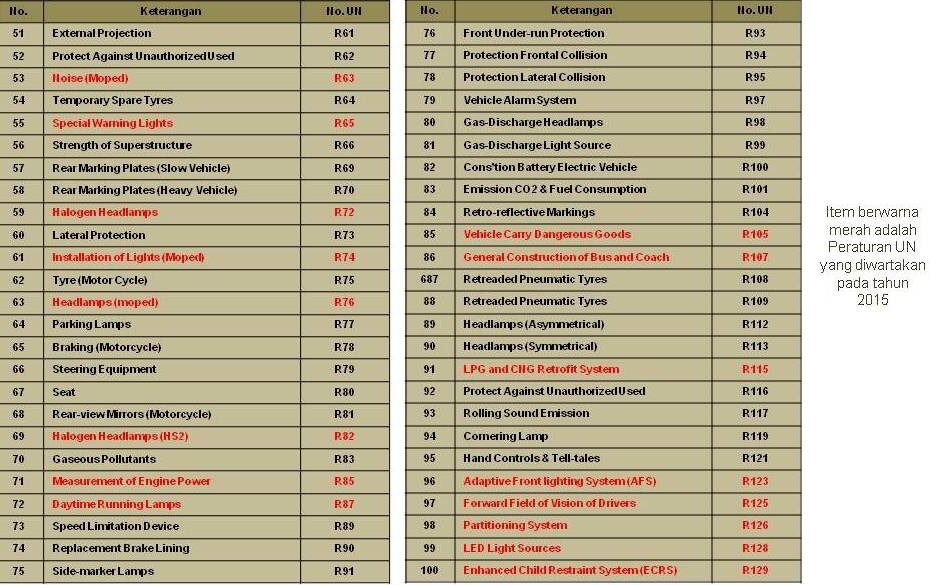 No. Keterangan No. UN
51 External Projection R61
52 Protect Against Unauthorized Used R62
53 Noise (Moped) R63
54 Temporary Spare Tyres R64
55 Special Warning Lights R65
56 Strength of Superstructure R66
57 Rear Marking Plates (Slow Vehicle) R69
58 Rear Marking Plates (Heavy Vehicle) R70
59 Halogen Headlamps R72
60 Lateral Protection R73
61 Installation of Lights (Moped) R74
62 Tyre (Motor Cycle) R75
63 Headlamps (moped) R76
64 Parking Lamps R77
65 Braking (Motorcycle) R78
66 Steering Equipment R79
67 Seat R80
68 Rear-view Mirrors (Motorcycle) R81
69 Halogen Headlamps (HS2) R82
70 Gaseous Pollutants R83
71 Measurement of Engine Power R85
72 Daytime Running Lamps R87
73 Speed Limitation Device R89
74 Replacement Brake Lining R90
75 Side-marker Lamps R91
No. Keterangan No. UN
76 Front Under-run Protection R93
77 Protection Frontal Collision R94
78 Protection Lateral Collision R95
79 Vehicle Alarm System R97
80 Gas-Discharge Headlamps R98
81 Gas-Discharge Light Source R99
82 Cons'tion Battery Electric Vehicle R100
83 Emission CO2 & Fuel Consumption R101
84 Retro-reflective Markings R104
85 Vehicle Carry Dangerous Goods R105
86 General Construction of Bus and Coach R107
687 Retreaded Pneumatic Tyres R108
88 Retreaded Pneumatic Tyres R109
89 Headlamps (Asymmetrical) R112
90 Headlamps (Symmetrical) R113
91 LPG and CNG Retrofit System R115
92 Protect Against Unauthorized Used R116
93 Rolling Sound Emission R117
94 Cornering Lamp R119
95 Hand Controls & Tell-tales R121
96 Adaptive Front lighting System (AFS) R123
97 Forward Field of Vision of Drivers R125
98 Partitioning System R126
99 LED Light Sources R128
100 Enhanced Child Restraint System (ECRS) R129
Item berwarna
merah adalah
Peraturan UN
yang diwartakan
pada tahun
2015